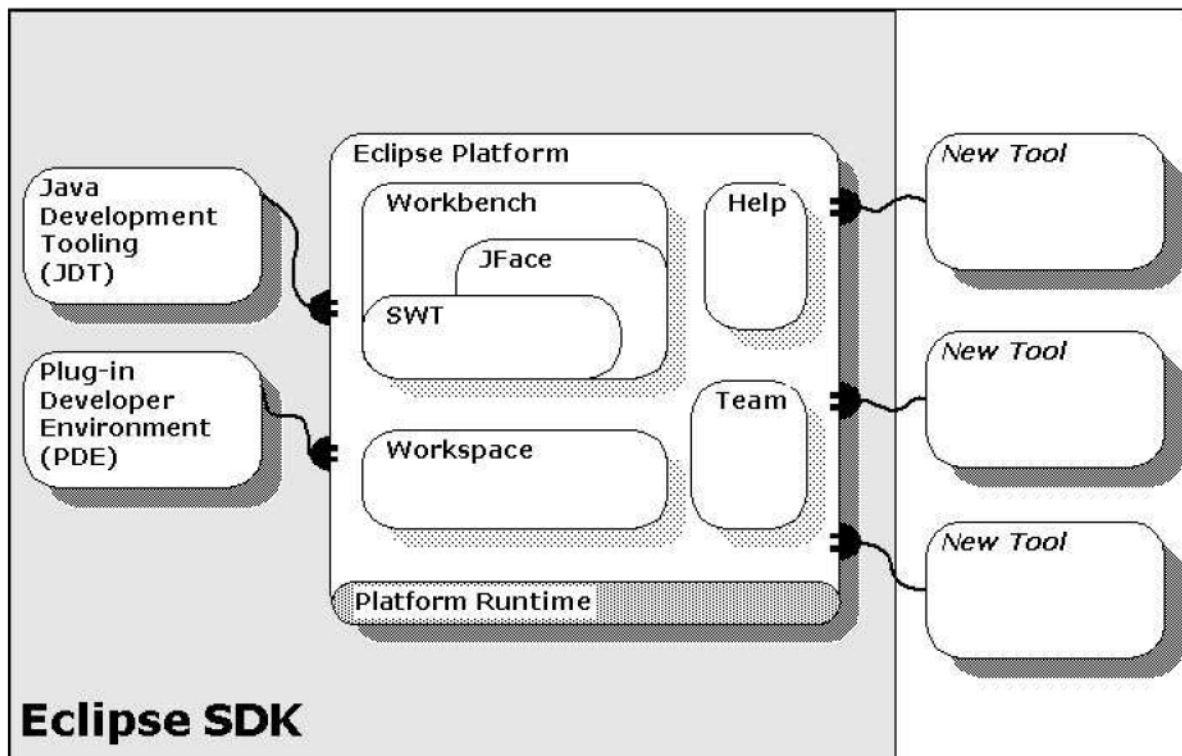 Eclipse Platform
Java
Development
Tooling
(JDT)
Plug-in
Developer
Environment
(PDE)
Workbench
JFace
SWT
Workspace
Help
Team
Platform Runtime
New Tool
New Tool
New Tool
Eclipse SDK